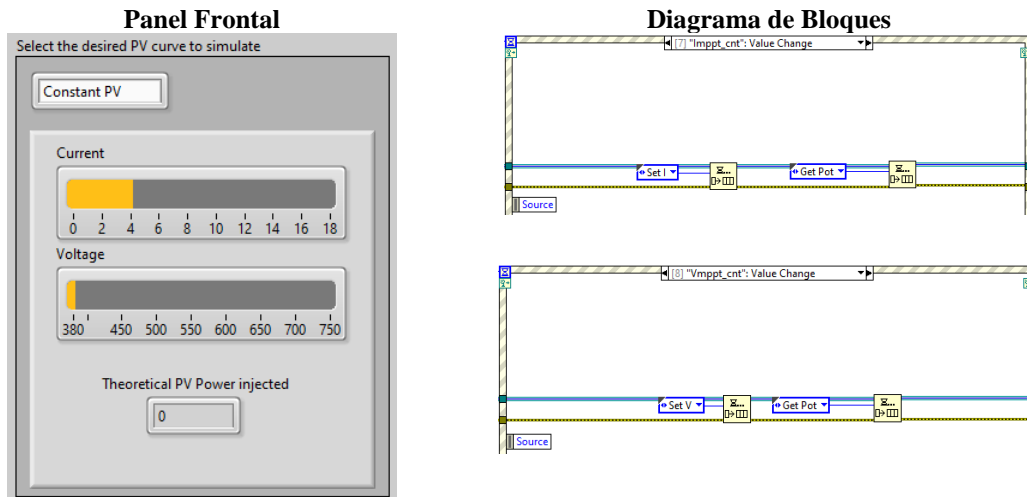 Panel Frontal
Select the desired PV curve to simulate
Constant PV
Current
0 2 4 6 8 10 12 14 16 18
Voltage
380 450 500 550 600 650 700 750
Theoretical PV Power injected
0
Diagrama de Bloques
[7] "Imppt_cnt": Value Change
Set I
Get Pot
Source
[8] "Vmppt_cnt": Value Change
Set V
Get Pot
Source